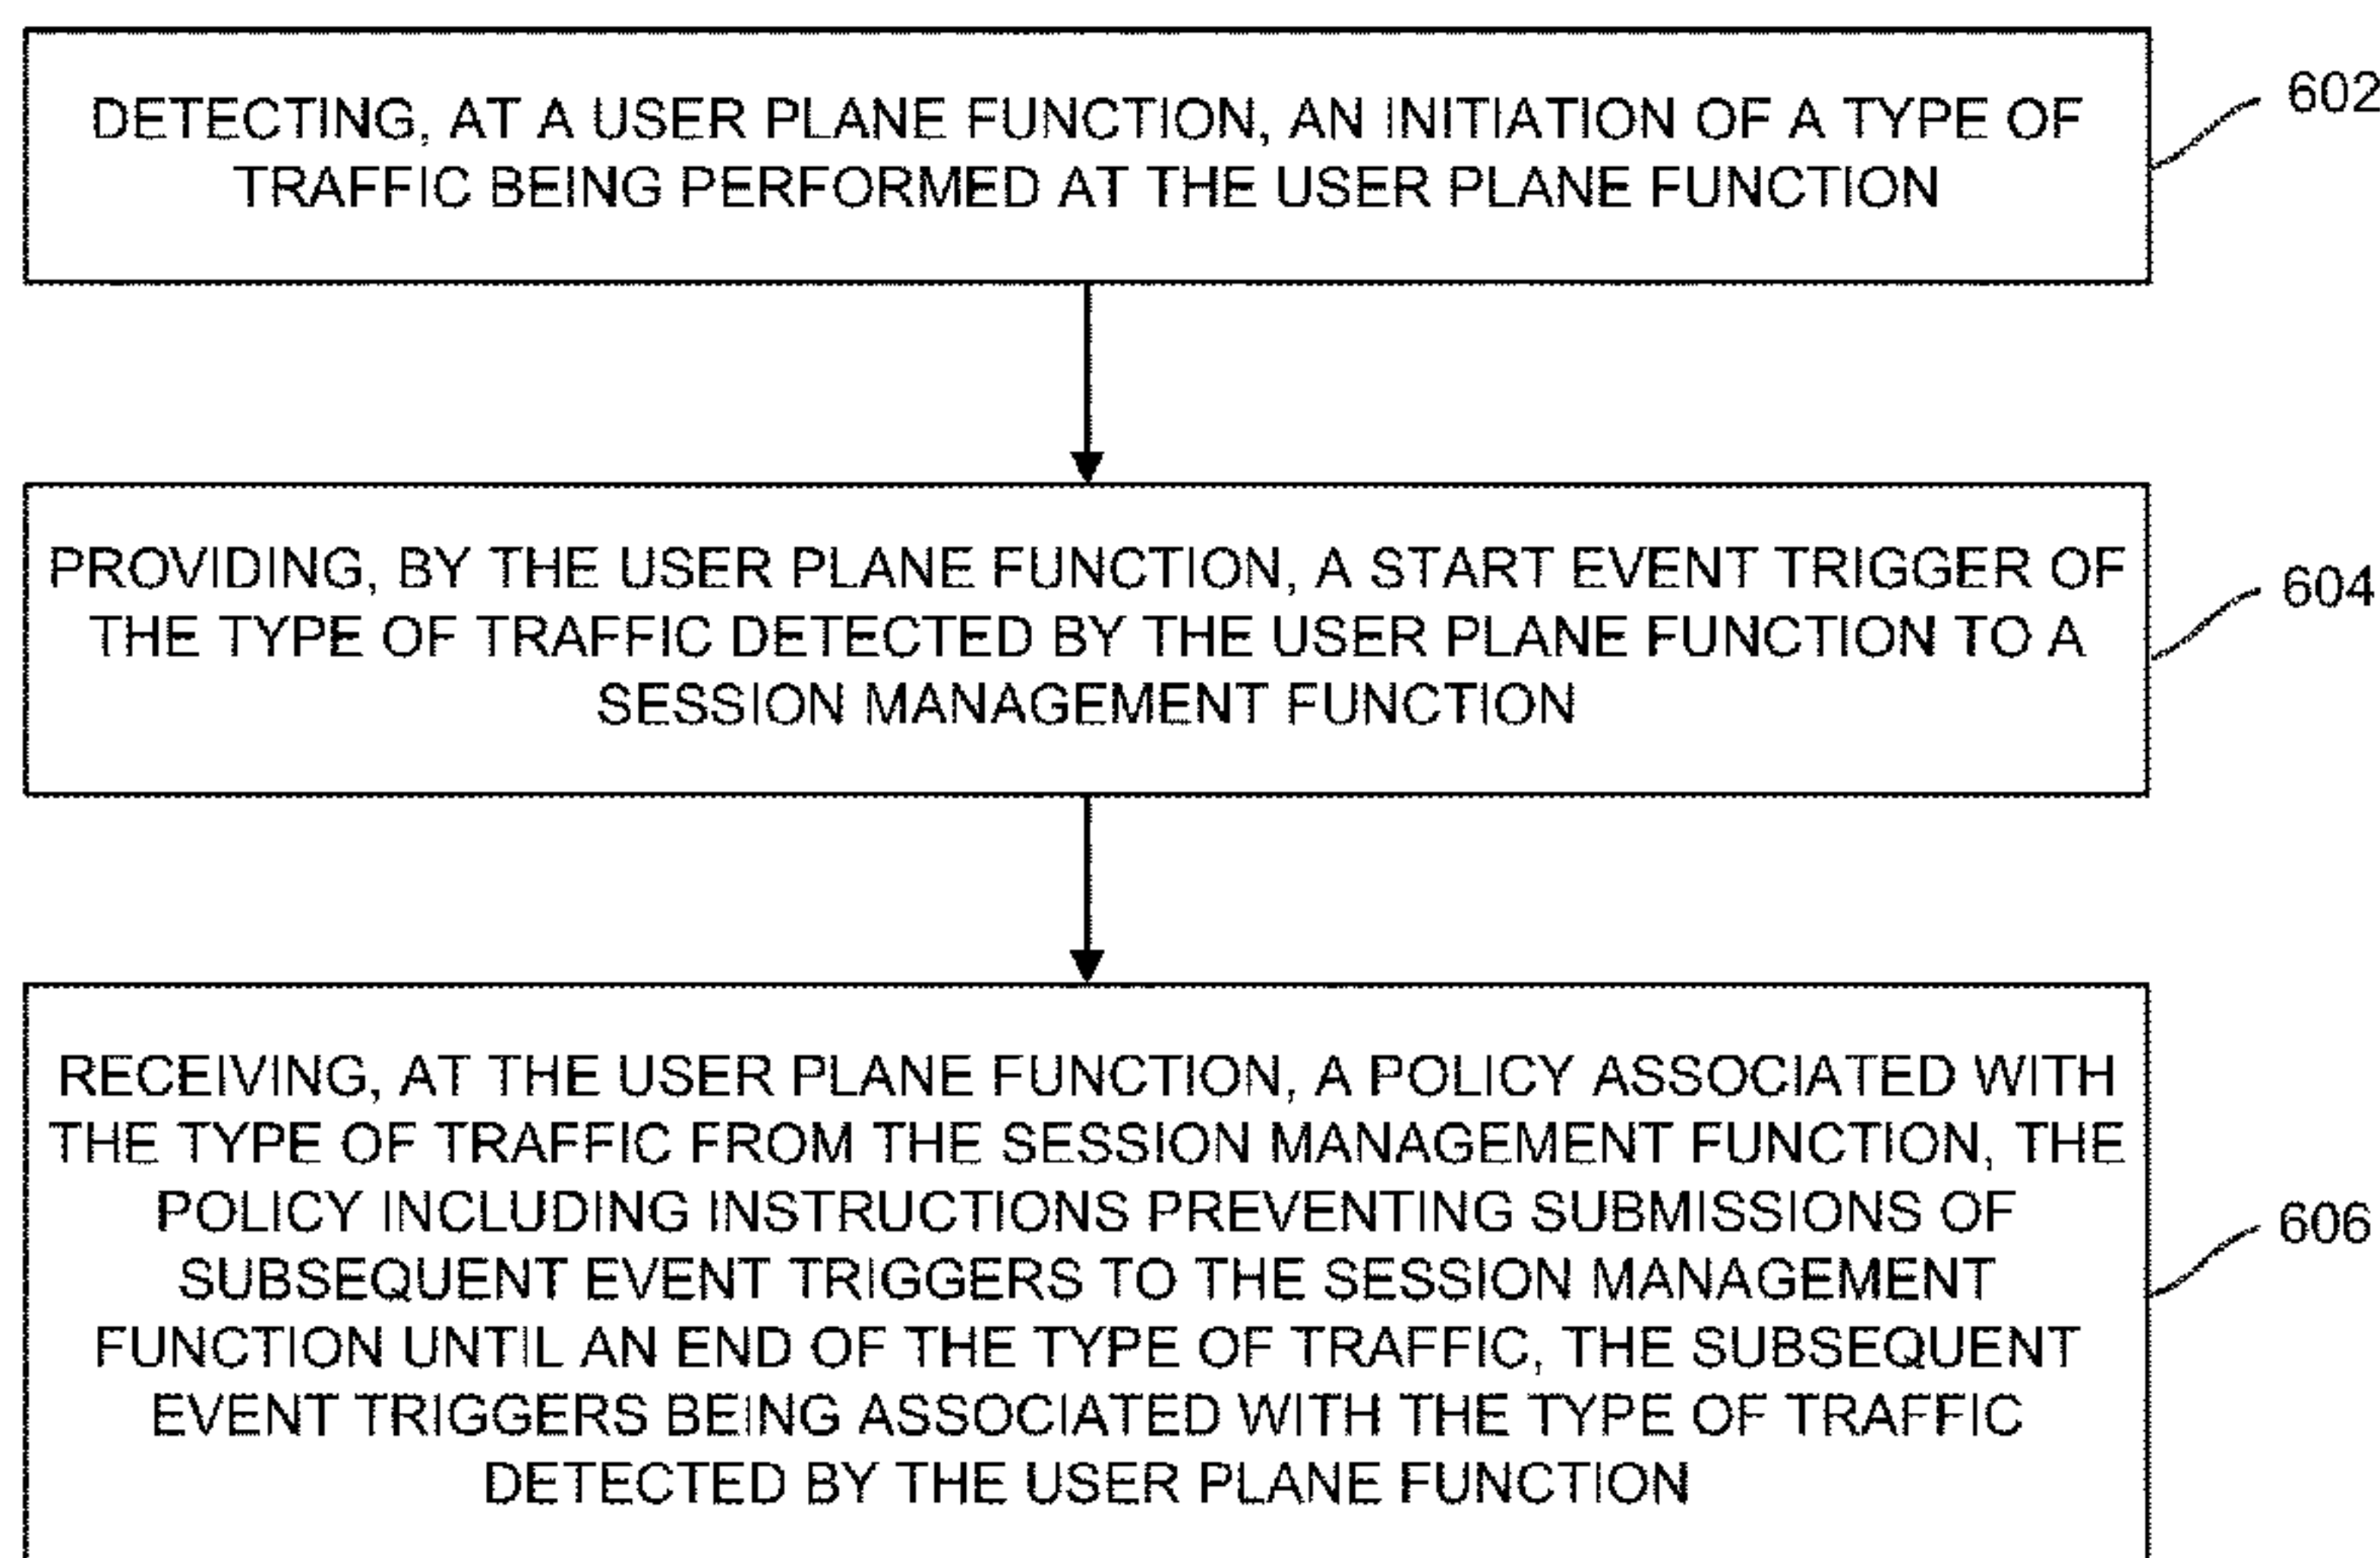 DETECTING, AT A USER PLANE FUNCTION, AN INITIATION OF A TYPE OF
TRAFFIC BEING PERFORMED AT THE USER PLANE FUNCTION
602
PROVIDING, BY THE USER PLANE FUNCTION, A START EVENT TRIGGER OF
THE TYPE OF TRAFFIC DETECTED BY THE USER PLANE FUNCTION TO A
SESSION MANAGEMENT FUNCTION
604
RECEIVING, AT THE USER PLANE FUNCTION, A POLICY ASSOCIATED WITH
THE TYPE OF TRAFFIC FROM THE SESSION MANAGEMENT FUNCTION, THE
POLICY INCLUDING INSTRUCTIONS PREVENTING SUBMISSIONS OF
SUBSEQUENT EVENT TRIGGERS TO THE SESSION MANAGEMENT
FUNCTION UNTIL AN END OF THE TYPE OF TRAFFIC, THE SUBSEQUENT
EVENT TRIGGERS BEING ASSOCIATED WITH THE TYPE OF TRAFFIC
DETECTED BY THE USER PLANE FUNCTION
606